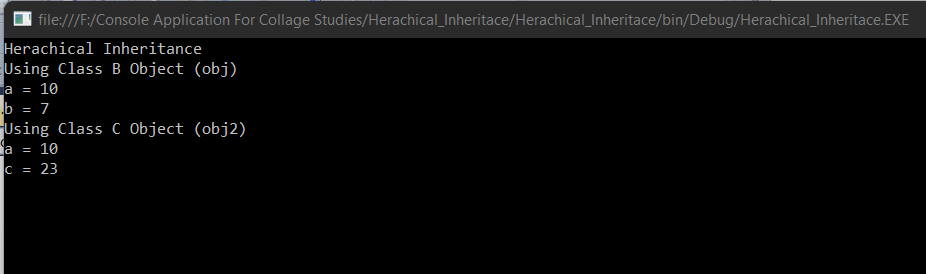 file:///F:/Console Application For Collage Studies/Herachical_Inheritace/Herachical_Inheritace/bin/Debug/Herachical_Inheritace.EXE
Herachical Inheritance
Using Class B Object (obj)
a = 10
b = 7
Using Class C Object (obj2)
a = 10
c = 23